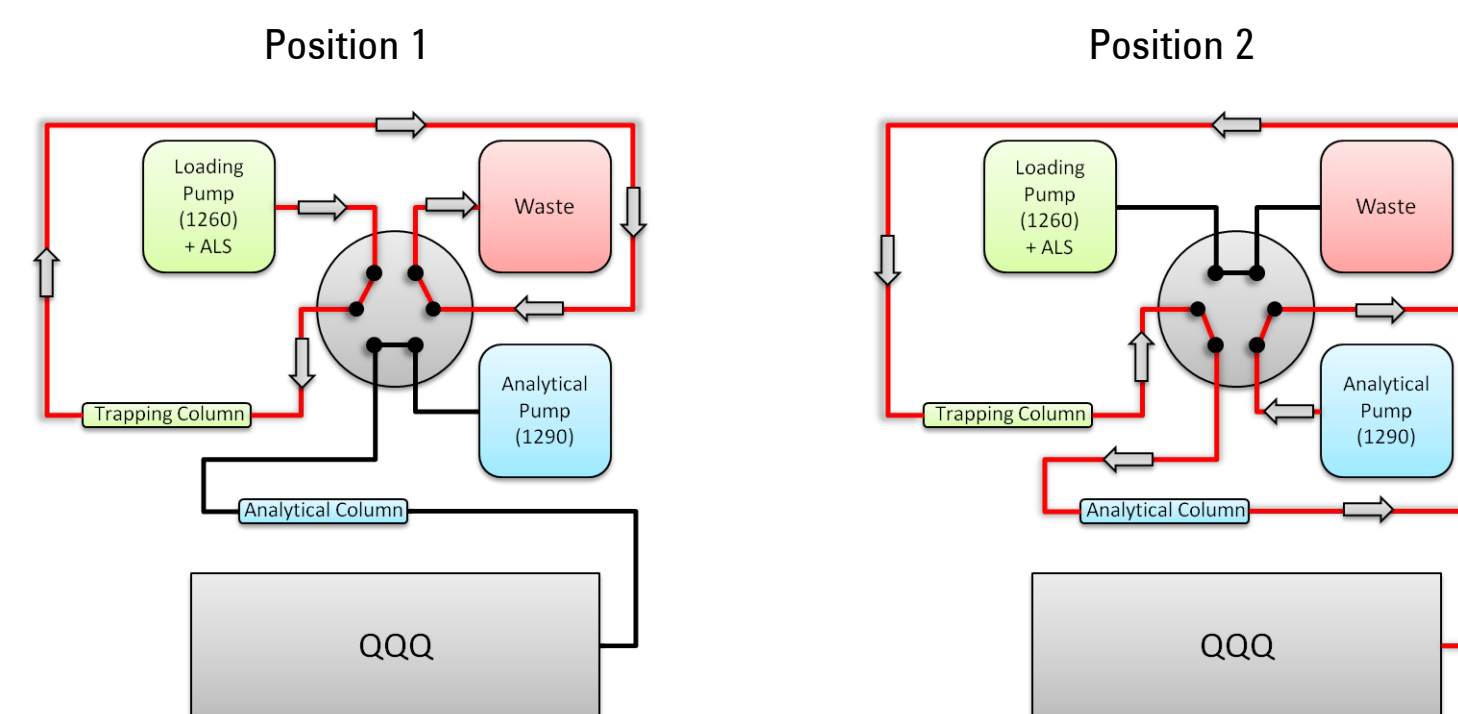 Position 1
Loading
Pump
(1260)
+ ALS
Waste
Trapping Column
Analytical
Pump
(1290)
Analytical Column
QQQ
Position 2
Loading
Pump
(1260)
+ ALS
Waste
Trapping Column
Analytical
Pump
(1290)
Analytical Column
QQQ